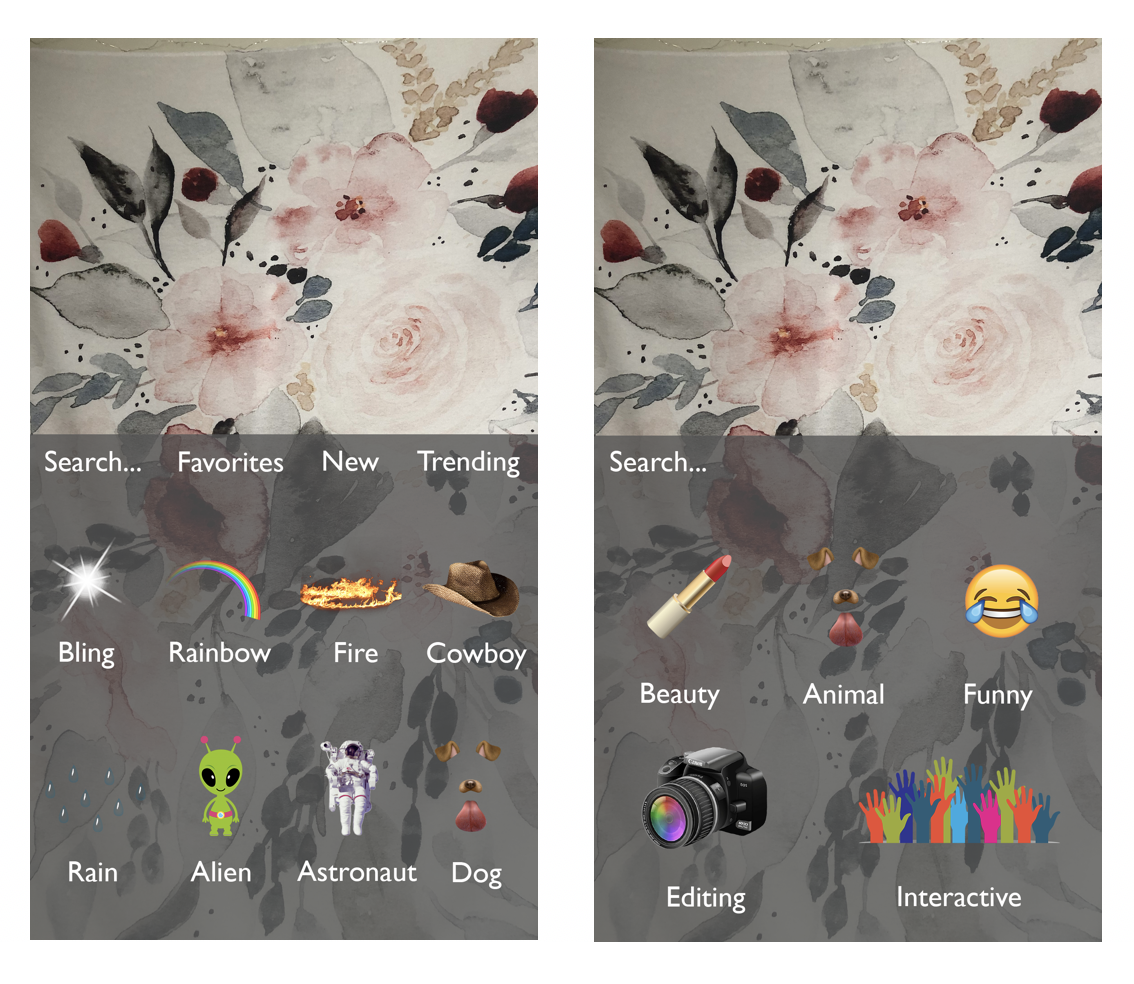 Search... Favorites New Trending
Bling Rainbow Fire Cowboy
Rain Alien Astronaut Dog
Search...
Beauty Animal Funny
Editing Interactive